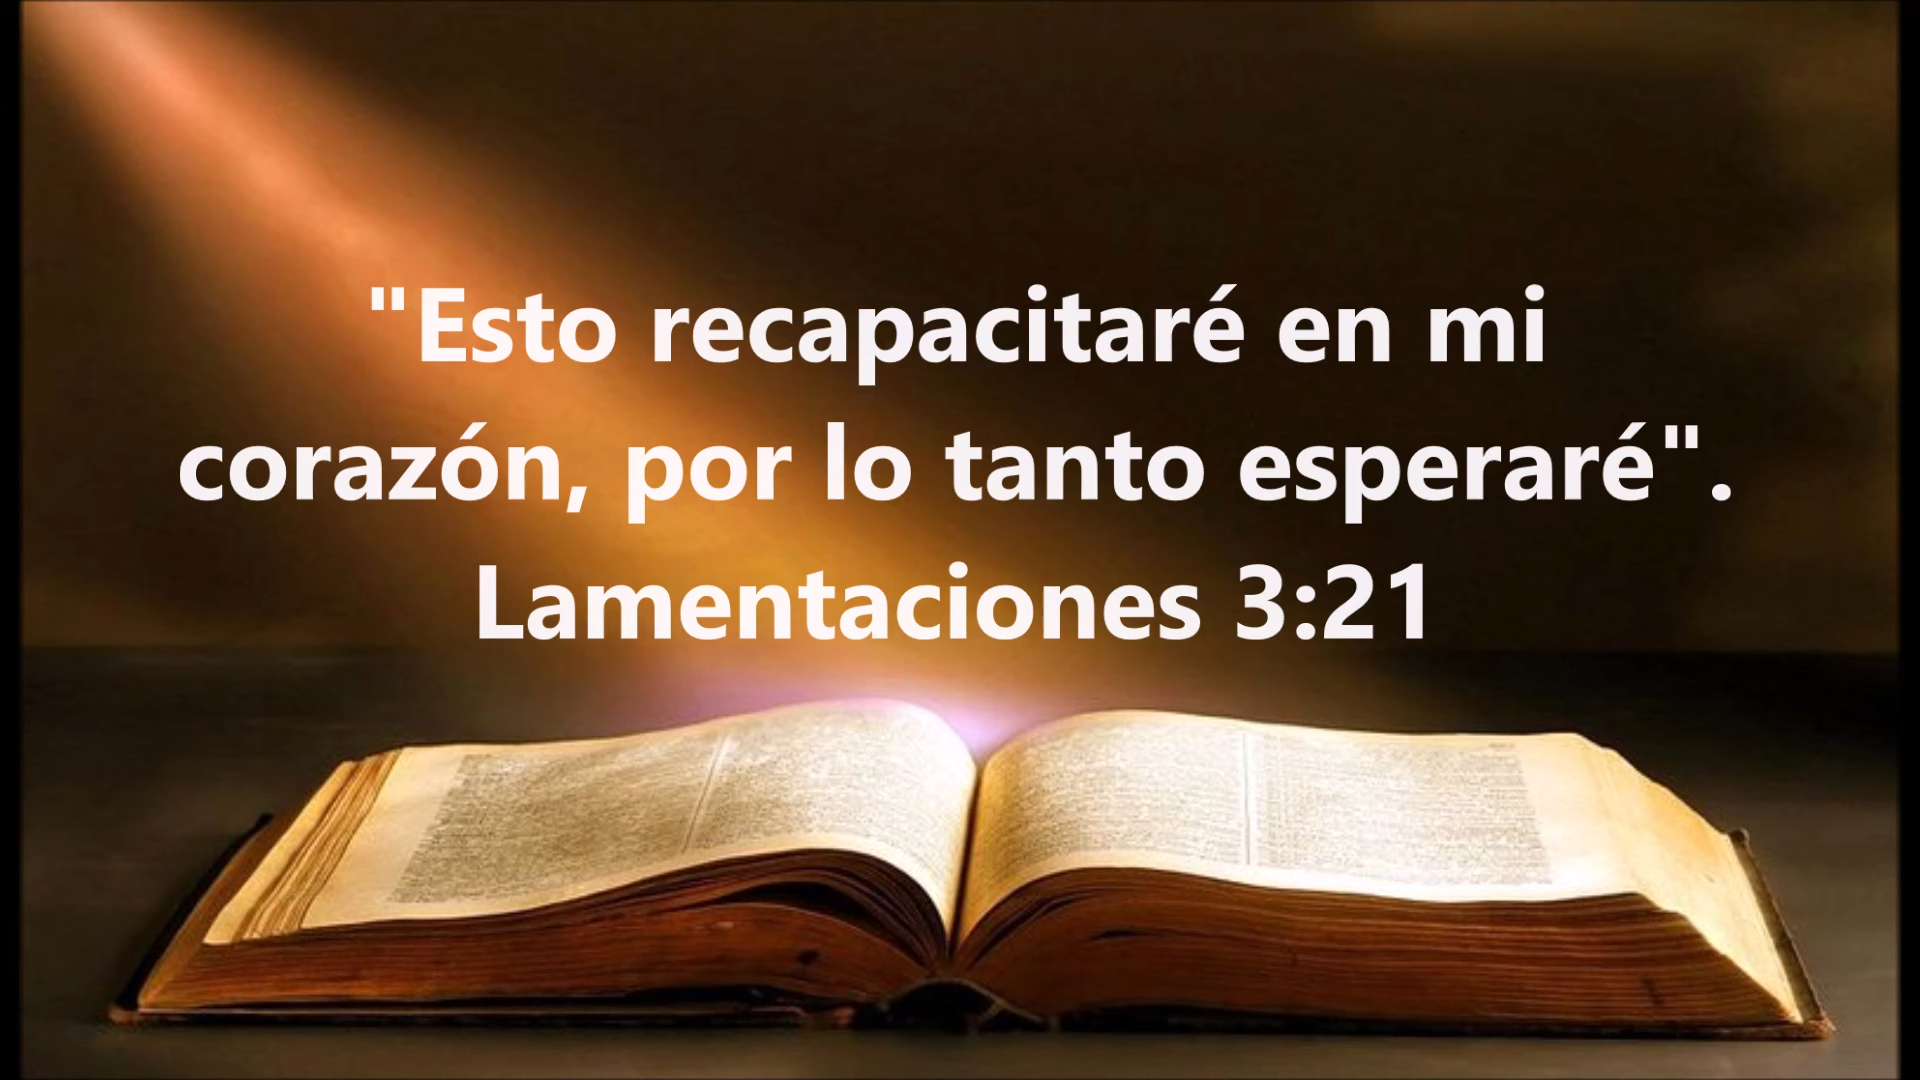 "Esto recapacitaré en mi
corazón, por lo tanto esperaré".
Lamentaciones 3:21